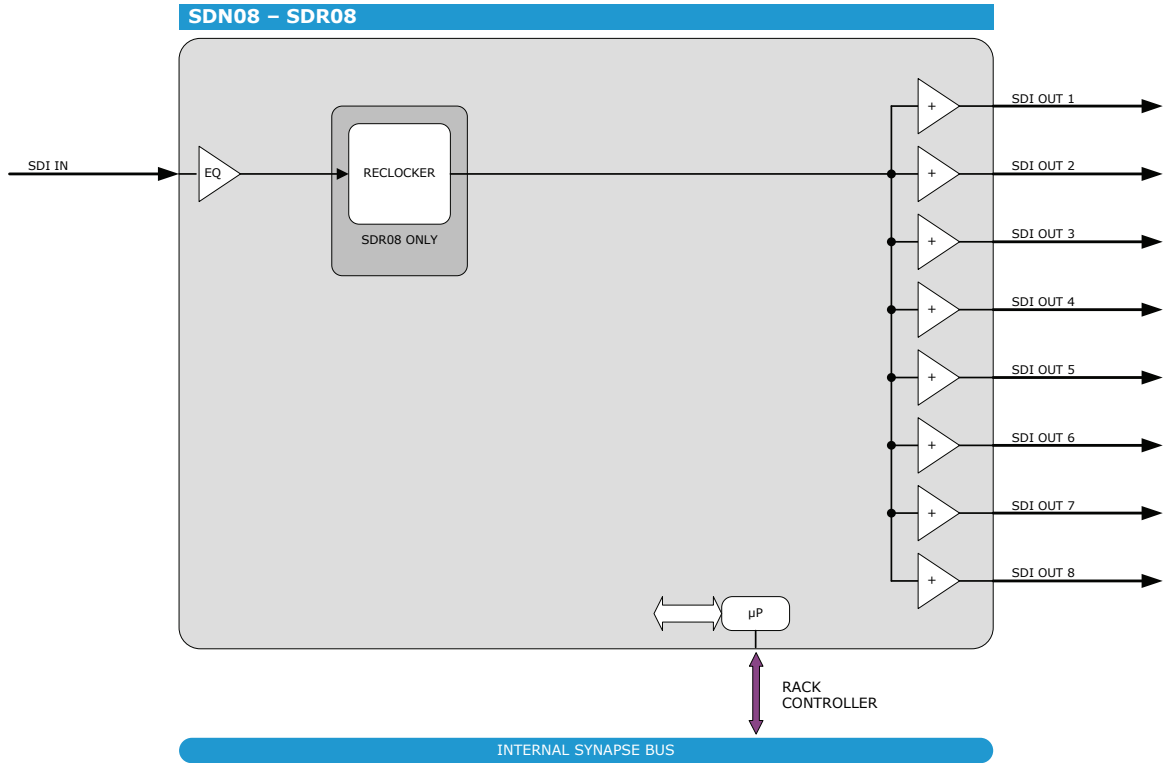 SDN08 – SDR08
SDI IN
EQ
RECLOCKER
SDR08 ONLY
+
SDI OUT 1
+
SDI OUT 2
+
SDI OUT 3
+
SDI OUT 4
+
SDI OUT 5
+
SDI OUT 6
+
SDI OUT 7
+
SDI OUT 8
µP
RACK
CONTROLLER
INTERNAL SYNAPSE BUS